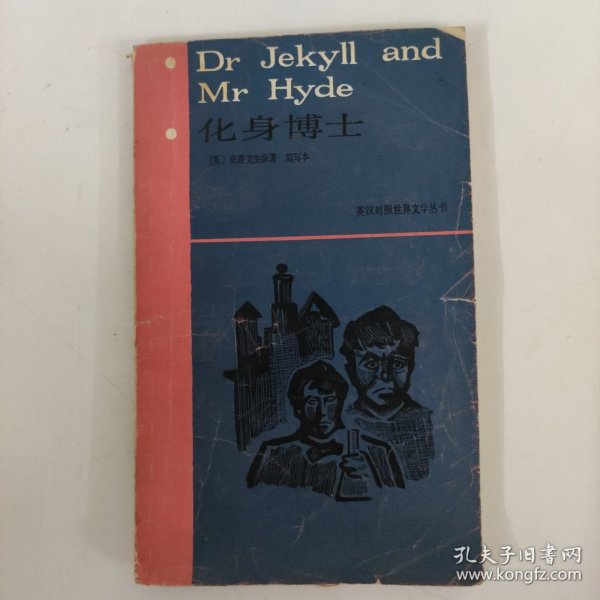 Dr Jekyll and
Mr Hyde
化身博士
〔英〕史蒂文生原著 简写本
英汉对照世界文学丛书
孔夫子旧书网
www.kongfz.com